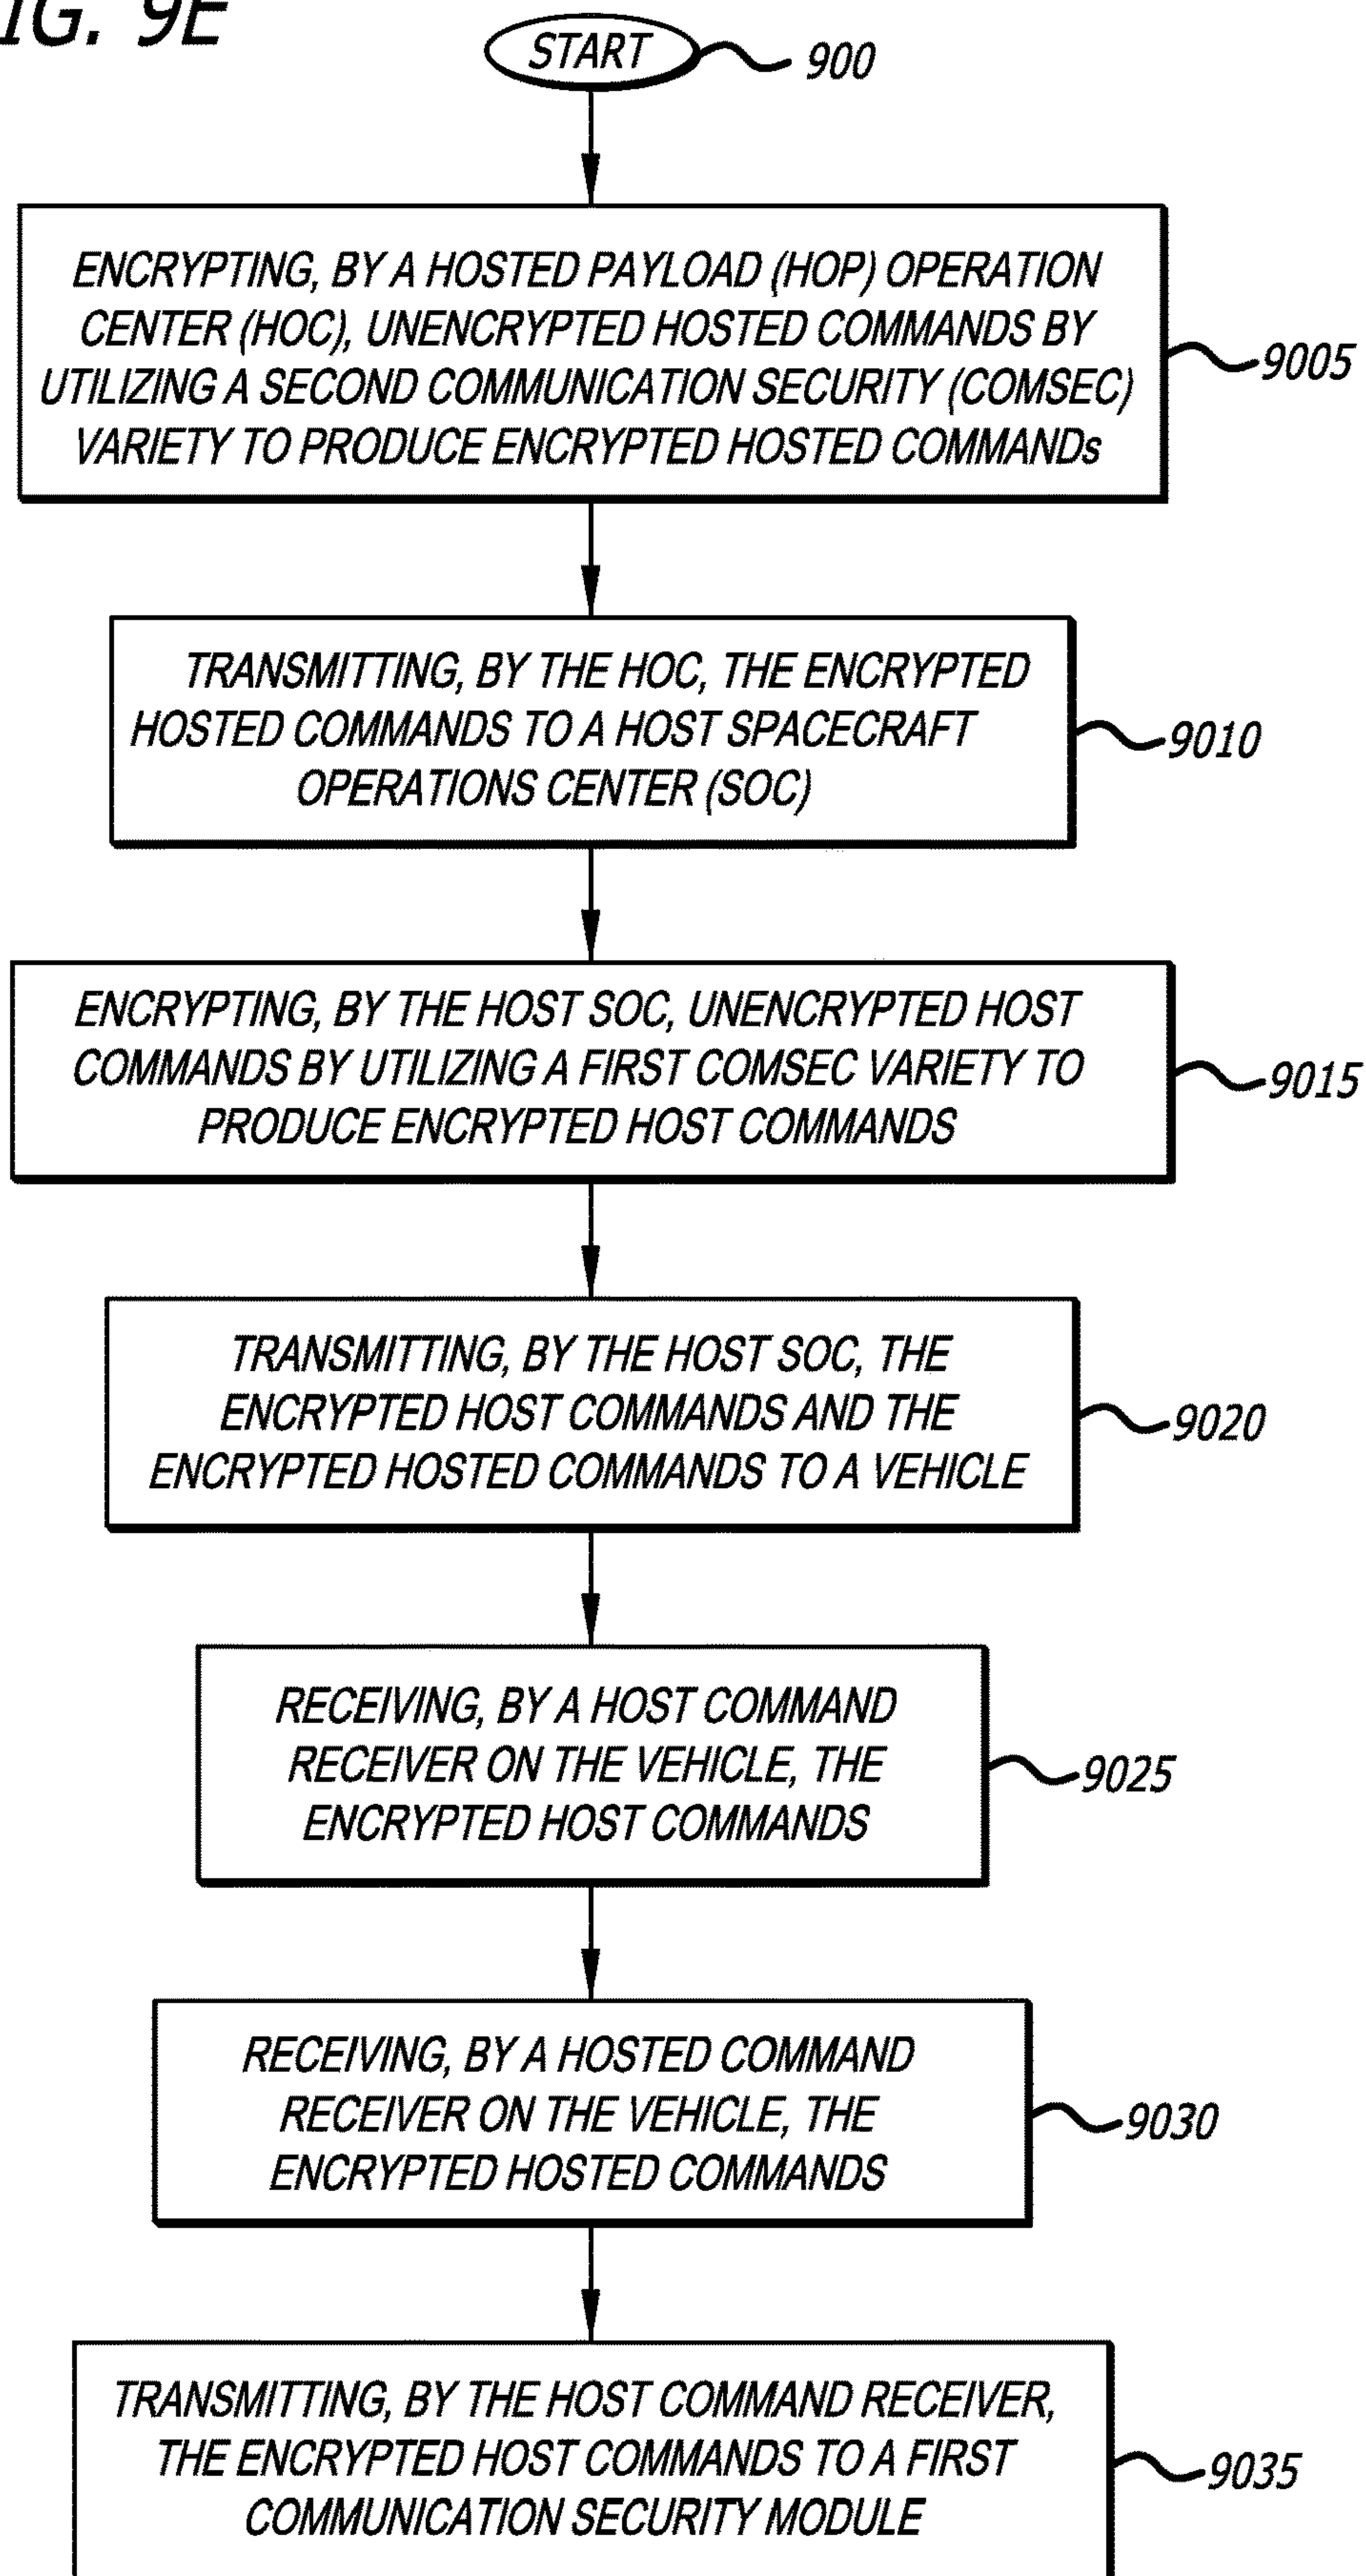 IG. 9E
START
900
ENCRYPTING, BY A HOSTED PAYLOAD (HOP) OPERATION
CENTER (HOC), UNENCRYPTED HOSTED COMMANDS BY
UTILIZING A SECOND COMMUNICATION SECURITY (COMSEC)
VARIETY TO PRODUCE ENCRYPTED HOSTED COMMANDs
9005
TRANSMITTING, BY THE HOC, THE ENCRYPTED
HOSTED COMMANDS TO A HOST SPACECRAFT
OPERATIONS CENTER (SOC)
9010
ENCRYPTING, BY THE HOST SOC, UNENCRYPTED HOST
COMMANDS BY UTILIZING A FIRST COMSEC VARIETY TO
PRODUCE ENCRYPTED HOST COMMANDS
9015
TRANSMITTING, BY THE HOST SOC, THE
ENCRYPTED HOST COMMANDS AND THE
ENCRYPTED HOSTED COMMANDS TO A VEHICLE
9020
RECEIVING, BY A HOST COMMAND
RECEIVER ON THE VEHICLE, THE
ENCRYPTED HOST COMMANDS
9025
RECEIVING, BY A HOSTED COMMAND
RECEIVER ON THE VEHICLE, THE
ENCRYPTED HOSTED COMMANDS
9030
TRANSMITTING, BY THE HOST COMMAND RECEIVER,
THE ENCRYPTED HOST COMMANDS TO A FIRST
COMMUNICATION SECURITY MODULE
9035